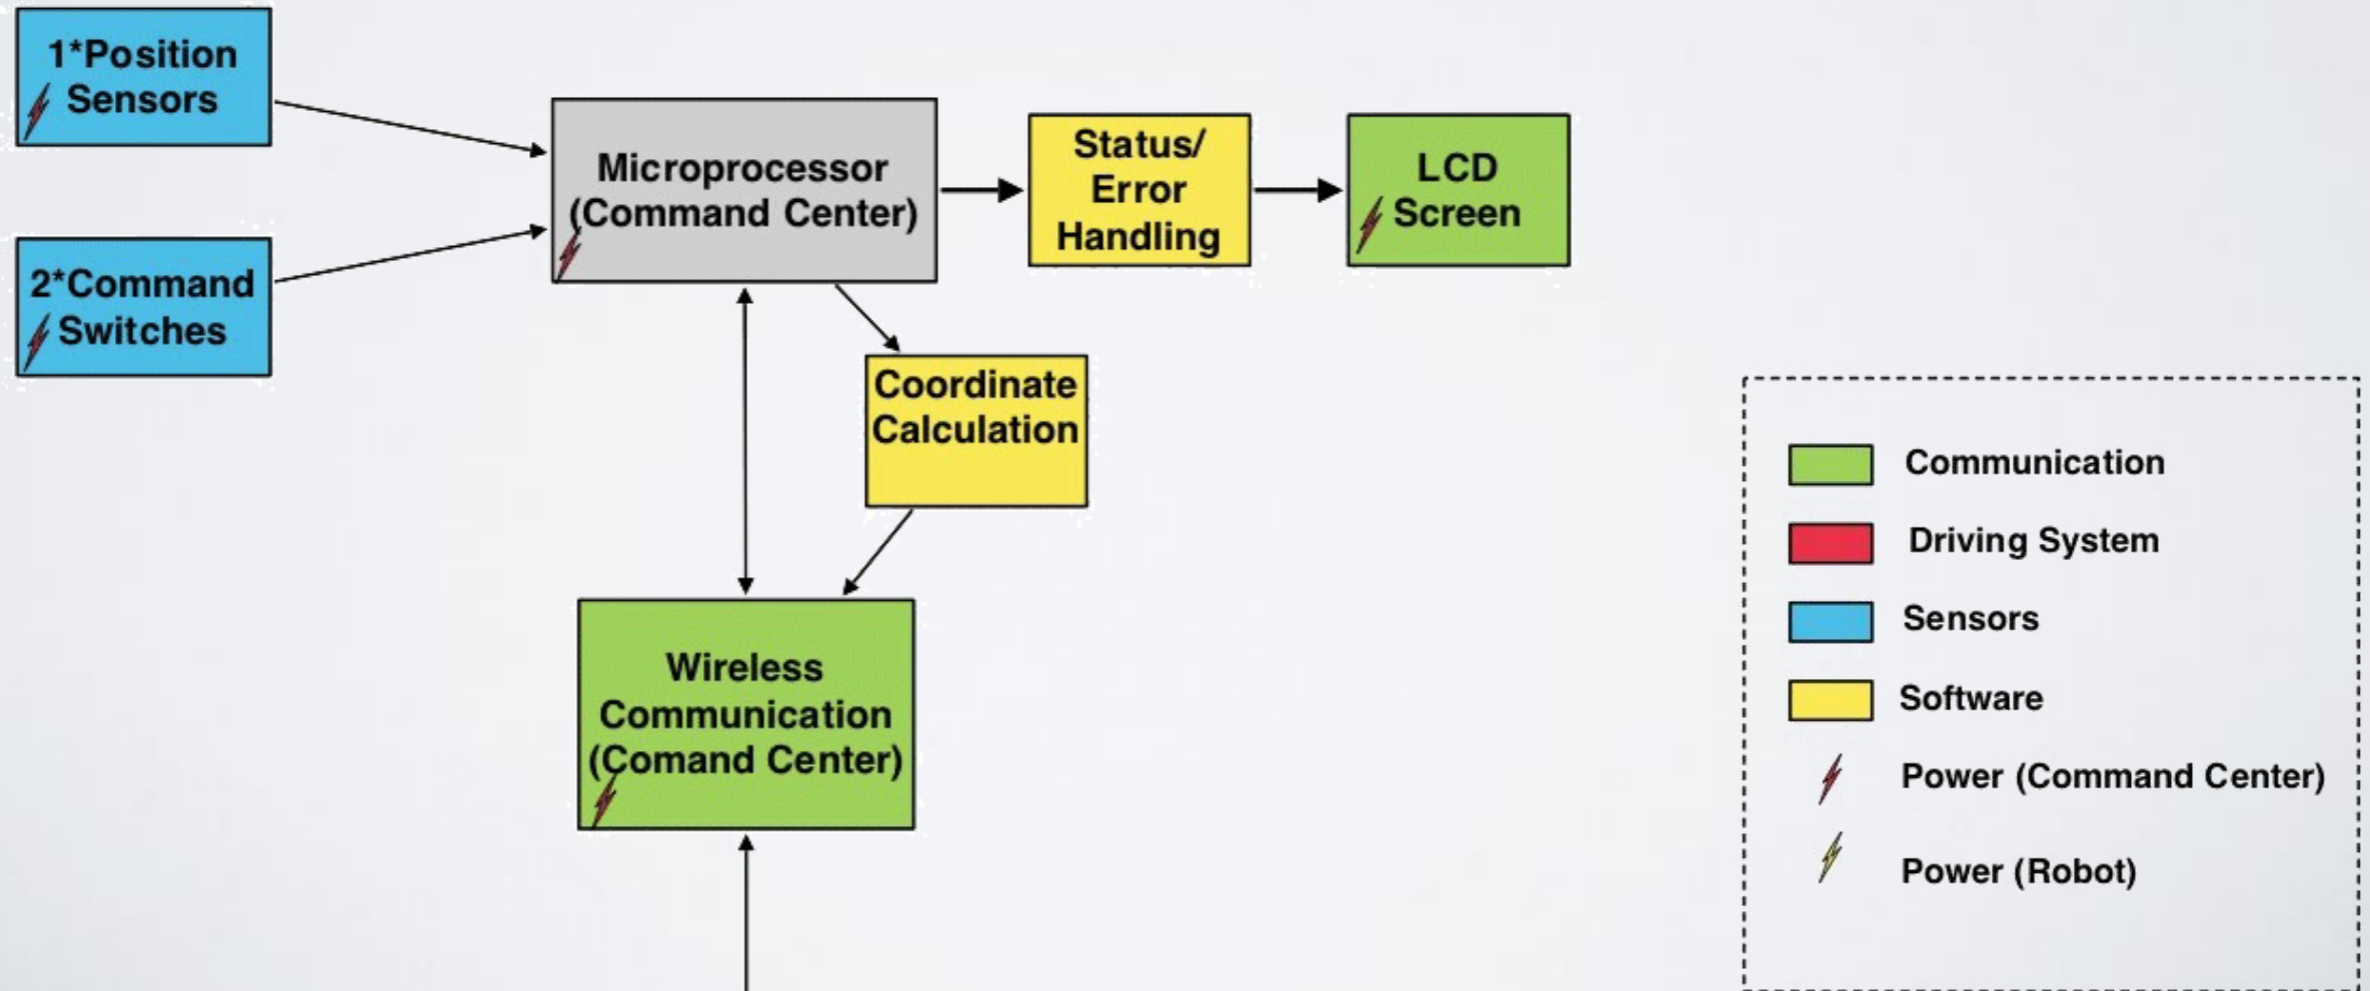 1*Position
Sensors
2*Command
Switches
Microprocessor
(Command Center)
Status/
Error
Handling
LCD
Screen
Coordinate
Calculation
Wireless
Communication
(Comand Center)
Communication
Driving System
Sensors
Software
Power (Command Center)
Power (Robot)